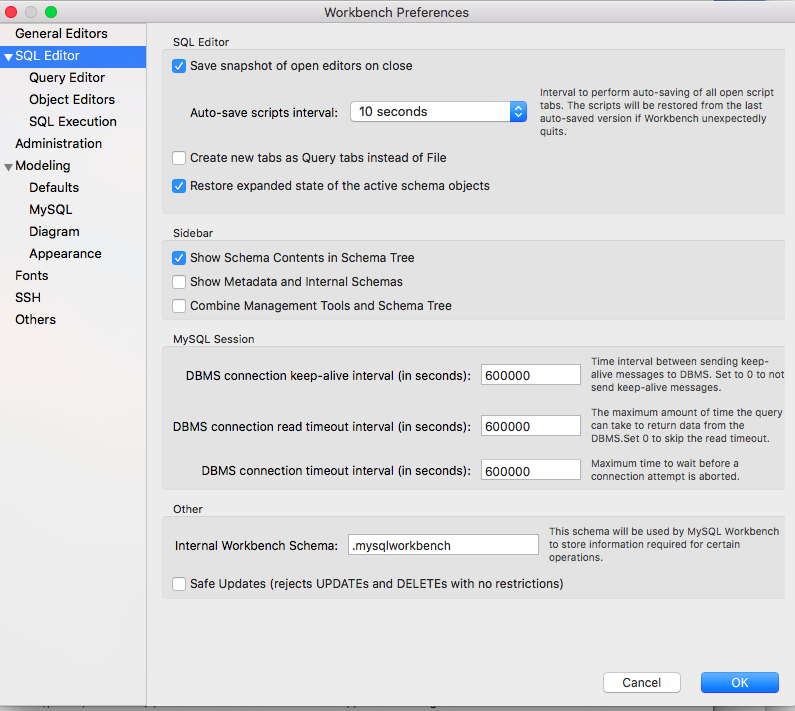 Workbench Preferences
General Editors
SQL Editor
Query Editor
Object Editors
SQL Execution
Administration
Modeling
Defaults
MySQL
Diagram
Appearance
Fonts
SSH
Others
SQL Editor
Save snapshot of open editors on close
Auto-save scripts interval:
10 seconds
Interval to perform auto-saving of all open script
tabs. The scripts will be restored from the last
auto-saved version if Workbench unexpectedly
quits.
Create new tabs as Query tabs instead of File
Restore expanded state of the active schema objects
Sidebar
Show Schema Contents in Schema Tree
Show Metadata and Internal Schemas
Combine Management Tools and Schema Tree
MySQL Session
DBMS connection keep-alive interval (in seconds):
600000
Time interval between sending keep-
alive messages to DBMS. Set to 0 to not
send keep-alive messages.
DBMS connection read timeout interval (in seconds):
600000
The maximum amount of time the query
can take to return data from the
DBMS.Set 0 to skip the read timeout.
DBMS connection timeout interval (in seconds):
600000
Maximum time to wait before a
connection attempt is aborted.
Other
Internal Workbench Schema:
.mysqlworkbench
This schema will be used by MySQL Workbench
to store information required for certain
operations.
Safe Updates (rejects UPDATEs and DELETEs with no restrictions)
Cancel
OK